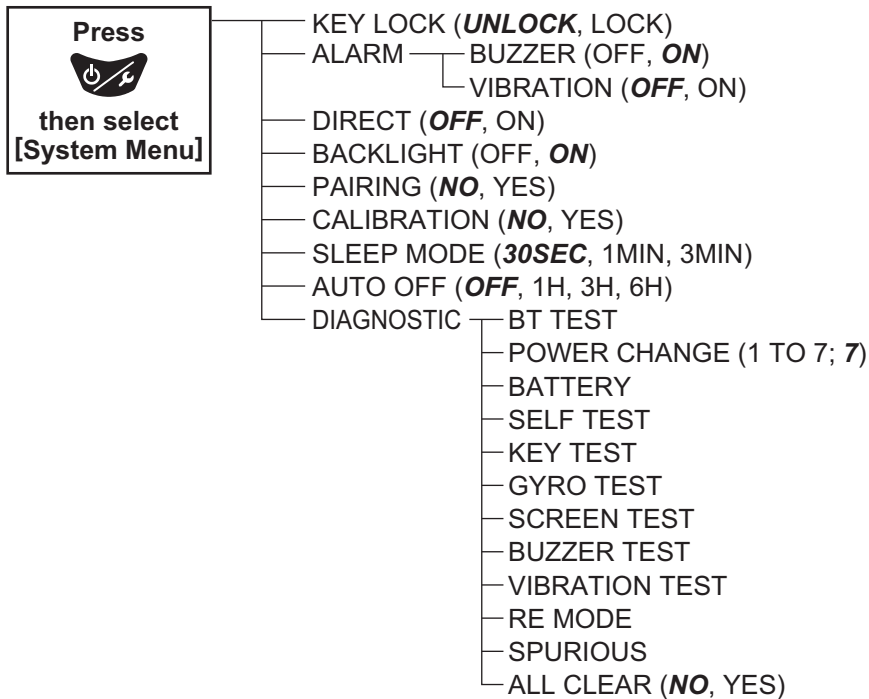 Press
then select
[System Menu]
KEY LOCK (UNLOCK, LOCK)
ALARM BUZZER (OFF, ON)
VIBRATION (OFF, ON)
DIRECT (OFF, ON)
BACKLIGHT (OFF, ON)
PAIRING (NO, YES)
CALIBRATION (NO, YES)
SLEEP MODE (30SEC, 1MIN, 3MIN)
AUTO OFF (OFF, 1H, 3H, 6H)
DIAGNOSTIC BT TEST
POWER CHANGE (1 TO 7; 7)
BATTERY
SELF TEST
KEY TEST
GYRO TEST
SCREEN TEST
BUZZER TEST
VIBRATION TEST
RE MODE
SPURIOUS
ALL CLEAR (NO, YES)